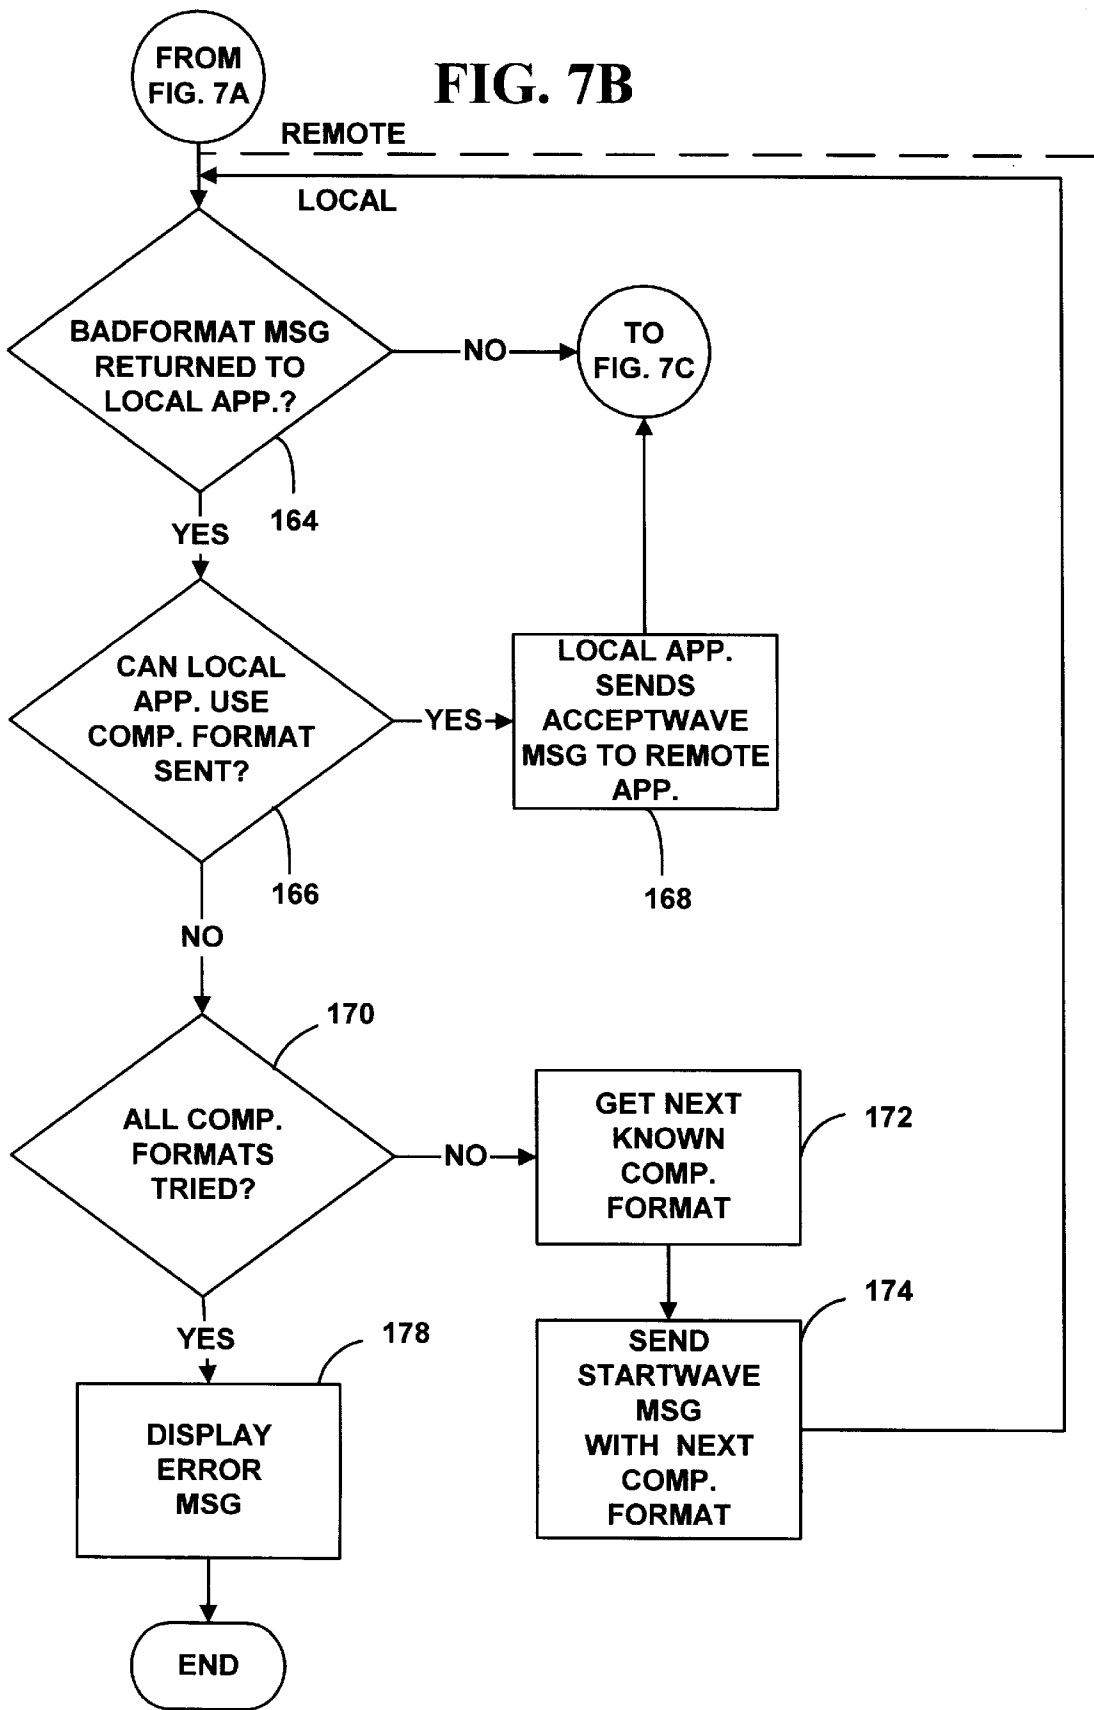 FROM
FIG. 7A
FIG. 7B
REMOTE
LOCAL
BADFORMAT MSG
RETURNED TO
LOCAL APP.?
NO
TO
FIG. 7C
164
YES
CAN LOCAL
APP. USE
COMP. FORMAT
SENT?
YES
LOCAL APP.
SENDS
ACCEPTWAVE
MSG TO REMOTE
APP.
166
168
NO
170
ALL COMP.
FORMATS
TRIED?
NO
GET NEXT
KNOWN
COMP.
FORMAT
172
174
YES
178
SEND
STARTWAVE
MSG
WITH NEXT
COMP.
FORMAT
DISPLAY
ERROR
MSG
END